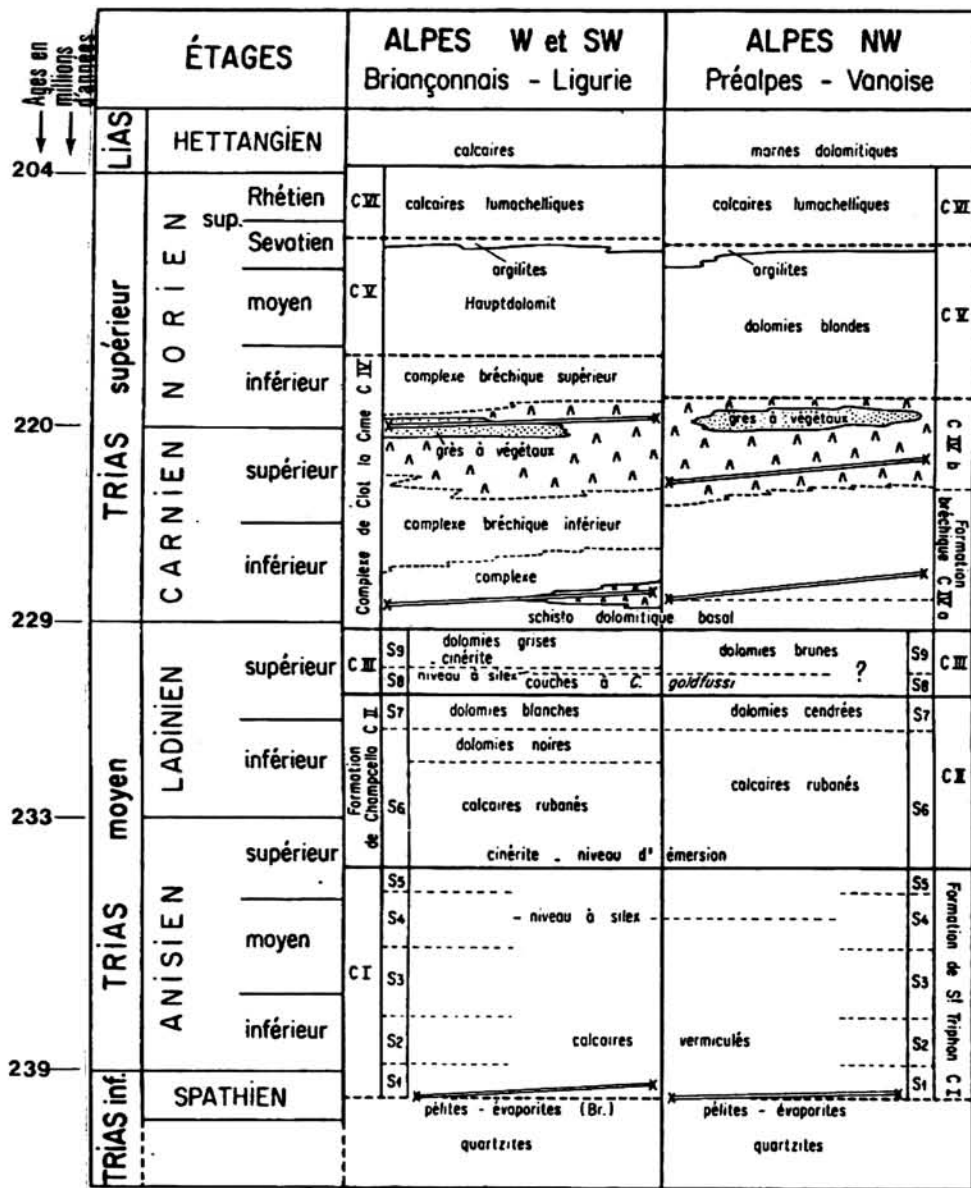 Ages en
millions
d'années
ÉTAGES
ALPES W et SW
Briançonnais - Ligurie
ALPES NW
Préalpes - Vanoise
LIAS
HETTANGIEN
calcaires
marnes dolomitiques
204
TRIAS supérieur
NORIEN
Rhétien
sup.
Sevatien
moyen
inférieur
C VI
calcaires lumachelliques
calcaires lumachelliques
C VI
argilites
argilites
C V
Hauptdolomit
dolomies blondes
C V
Complexe de Clot la Cime C IV
complexe bréchique supérieur
220
CARNIEN
supérieur
inférieur
grès à végétaux
grès à végétaux
C IV b
complexe bréchique inférieur
Formation
bréchique C IV a
complexe
schisto dolomitique basal
229
TRIAS moyen
LADINIEN
supérieur
inférieur
C III
S9
dolomies grises
cinérite
dolomies brunes
S9
C III
S8
niveau à silex
couches à C. goldfussi
?
S8
Formation
de Champcella C II
S7
dolomies blanches
dolomies cendrées
S7
C II
dolomies noires
S6
calcaires rubanés
calcaires rubanés
S6
233
ANISIEN
supérieur
moyen
inférieur
cinérite - niveau d'émersion
C I
S5
S5
Formation de St Triphon C I
S4
niveau à silex
S4
S3
S3
S2
calcaires vermiculés
S2
239
S1
S1
TRIAS inf.
SPATHIEN
pélites - évaporites (Br.)
pélites - évaporites
quartzites
quartzites